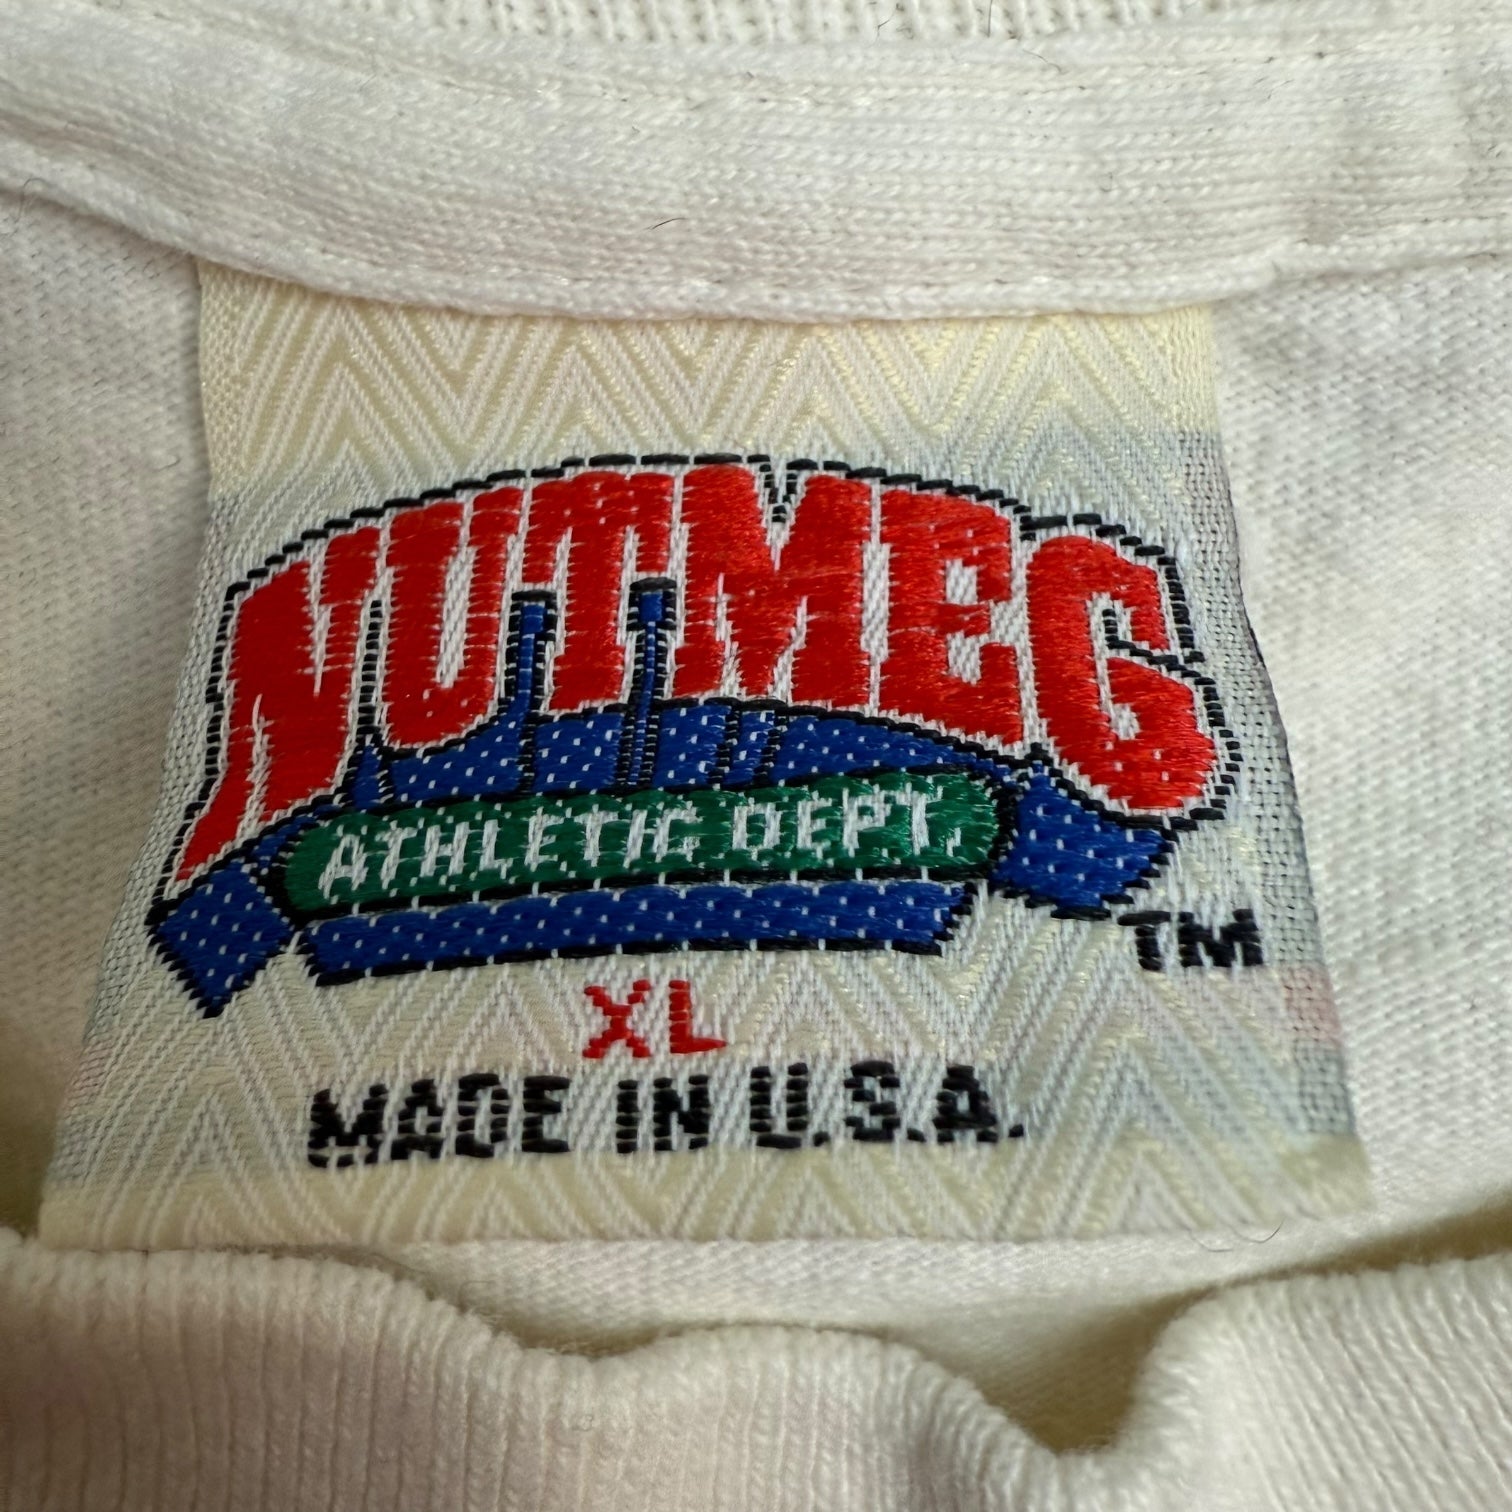 NUTMEG
ATHLETIC DEPT.
TM
XL
MADE IN U.S.A.